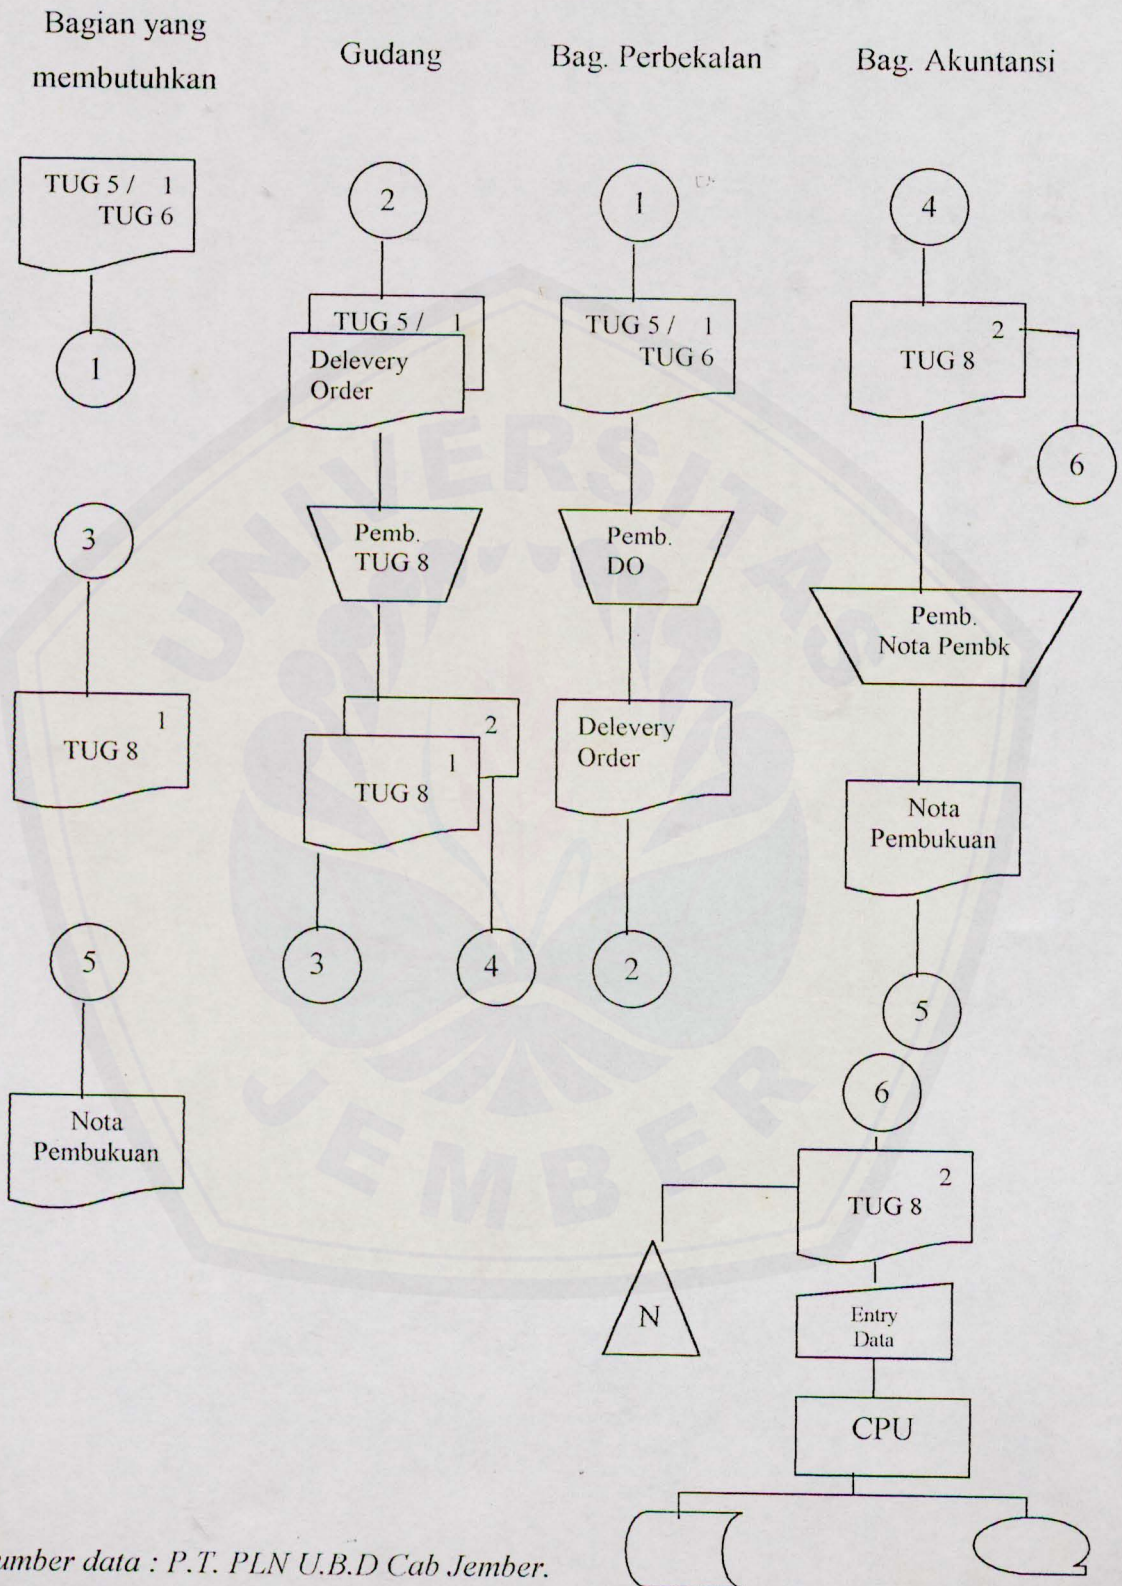 Bagian yang
membutuhkan
Gudang
Bag. Perbekalan
Bag. Akuntansi
TUG 5 / 1
TUG 6
1
3
1
TUG 8
5
Nota
Pembukuan
2
TUG 5 / 1
Delevery
Order
Pemb.
TUG 8
2
1
TUG 8
3
4
1
TUG 5 / 1
TUG 6
Pemb.
DO
Delevery
Order
2
4
2
TUG 8
6
Pemb.
Nota Pembk
Nota
Pembukuan
5
6
2
TUG 8
N
Entry
Data
CPU
umber data : P.T. PLN U.B.D Cab Jember.
UNIVERSITAS
JEMBER